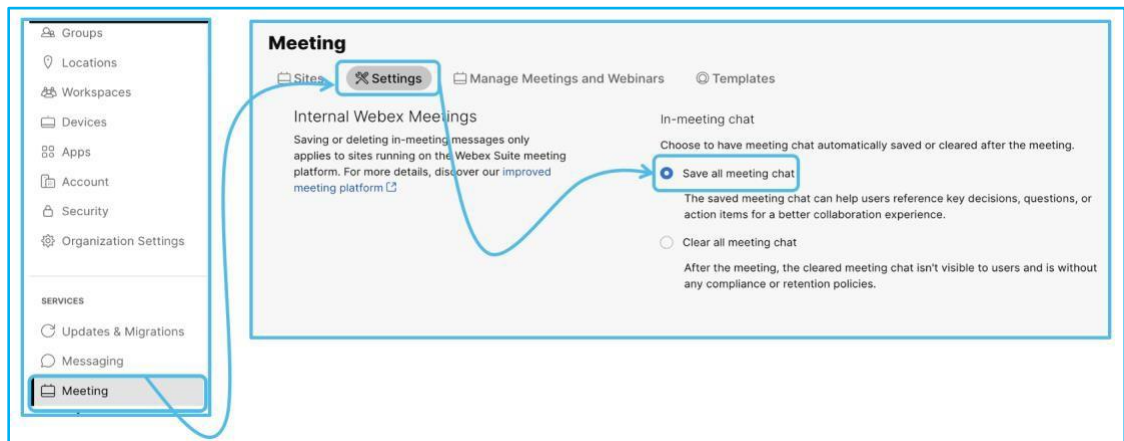 Groups
Locations
Workspaces
Devices
Apps
Account
Security
Organization Settings
SERVICES
Updates & Migrations
Messaging
Meeting
Meeting
Sites
Settings
Manage Meetings and Webinars
Templates
Internal Webex Meetings
Saving or deleting in-meeting messages only
applies to sites running on the Webex Suite meeting
platform. For more details, discover our improved
meeting platform
In-meeting chat
Choose to have meeting chat automatically saved or cleared after the meeting.
Save all meeting chat
The saved meeting chat can help users reference key decisions, questions, or
action items for a better collaboration experience.
Clear all meeting chat
After the meeting, the cleared meeting chat isn't visible to users and is without
any compliance or retention policies.